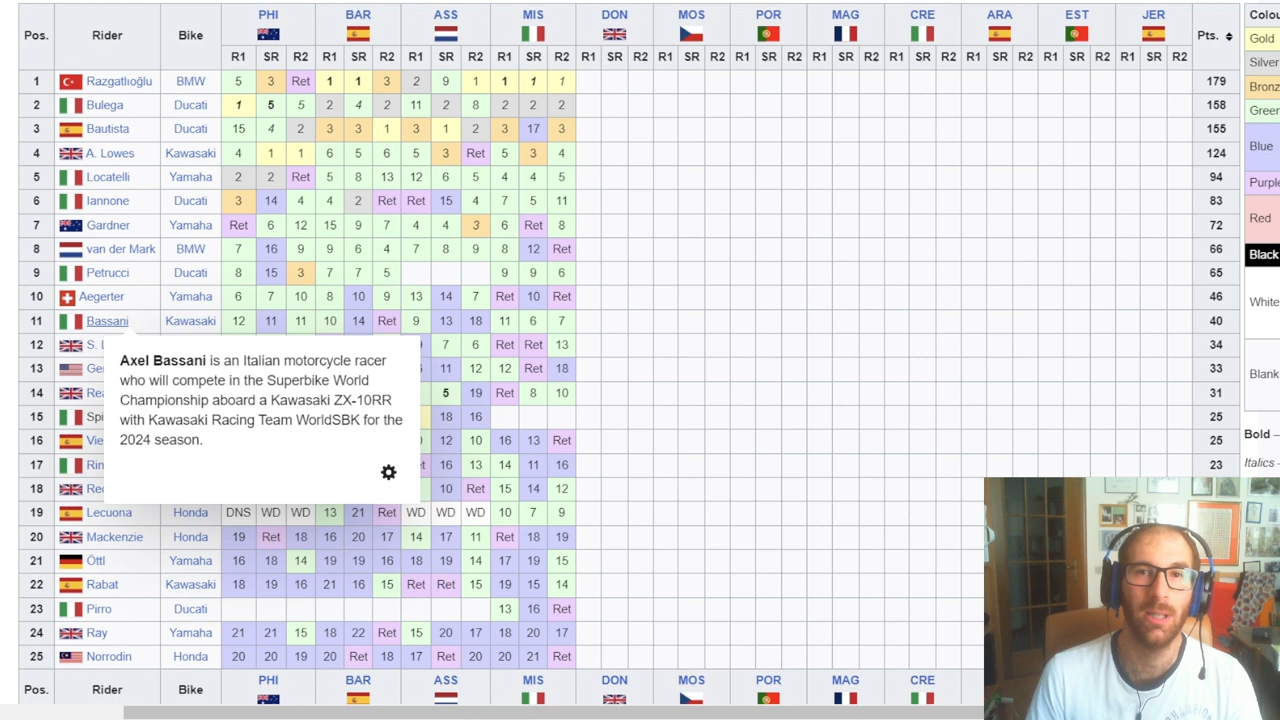 PHI BAR ASS MIS DON MOS POR MAG CRE ARA EST JER Colou
Pos. Rider Bike Pts.
R1 SR R2 R1 SR R2 R1 SR R2 R1 SR R2 R1 SR R2 R1 SR R2 R1 SR R2 R1 SR R2 R1 SR R2 R1 SR R2 R1 SR R2 R1 SR R2
Gold
Silver
Bronz
Green
Blue
Purple
Red
Black
White
Blank
Bold –
Italics -
1 Razgatlıoğlu BMW 5 3 Ret 1 1 3 2 9 1 1 1 1 179
2 Bulega Ducati 1 5 5 2 4 2 11 2 8 2 2 2 158
3 Bautista Ducati 15 4 2 3 3 1 3 1 2 3 17 3 155
4 A. Lowes Kawasaki 4 1 1 6 5 6 5 3 Ret 5 3 4 124
5 Locatelli Yamaha 2 2 Ret 5 8 13 12 6 5 4 4 5 94
6 Iannone Ducati 3 14 4 4 2 Ret Ret 15 4 7 5 11 83
7 Gardner Yamaha Ret 6 12 15 9 7 4 4 3 6 Ret 8 72
8 van der Mark BMW 7 16 9 9 6 4 7 8 9 8 12 Ret 66
9 Petrucci Ducati 8 15 3 7 7 5 9 9 6 65
10 Aegerter Yamaha 6 7 10 8 10 9 13 14 7 Ret 10 Ret 46
11 Bassani Kawasaki 12 11 11 10 14 Ret 9 13 18 11 6 7 40
12 S. 7 6 Ret Ret 13 34
13 Ge 11 12 12 Ret 18 33
14 Rea 5 19 Ret 8 10 31
15 Spi 18 16 25
16 Vie 12 10 16 13 Ret 25
17 Rin 16 13 14 11 16 23
18 Re 10 Ret 15 14 12
Axel Bassani is an Italian motorcycle racer
who will compete in the Superbike World
Championship aboard a Kawasaki ZX-10RR
with Kawasaki Racing Team WorldSBK for the
2024 season.
19 Lecuona Honda DNS WD WD 13 21 Ret WD WD WD 10 7 9
20 Mackenzie Honda 19 Ret 18 16 20 17 14 17 11 Ret 18 19
21 Öttl Yamaha 16 18 14 19 19 16 18 19 14 17 19 15
22 Rabat Kawasaki 18 19 16 21 16 15 Ret Ret 15 19 15 14
23 Pirro Ducati 13 16 Ret
24 Ray Yamaha 21 21 15 18 22 Ret 15 20 17 18 20 17
25 Norrodin Honda 20 20 19 20 Ret 18 17 Ret 20 20 21 Ret
Pos. Rider Bike PHI BAR ASS MIS DON MOS POR MAG CRE